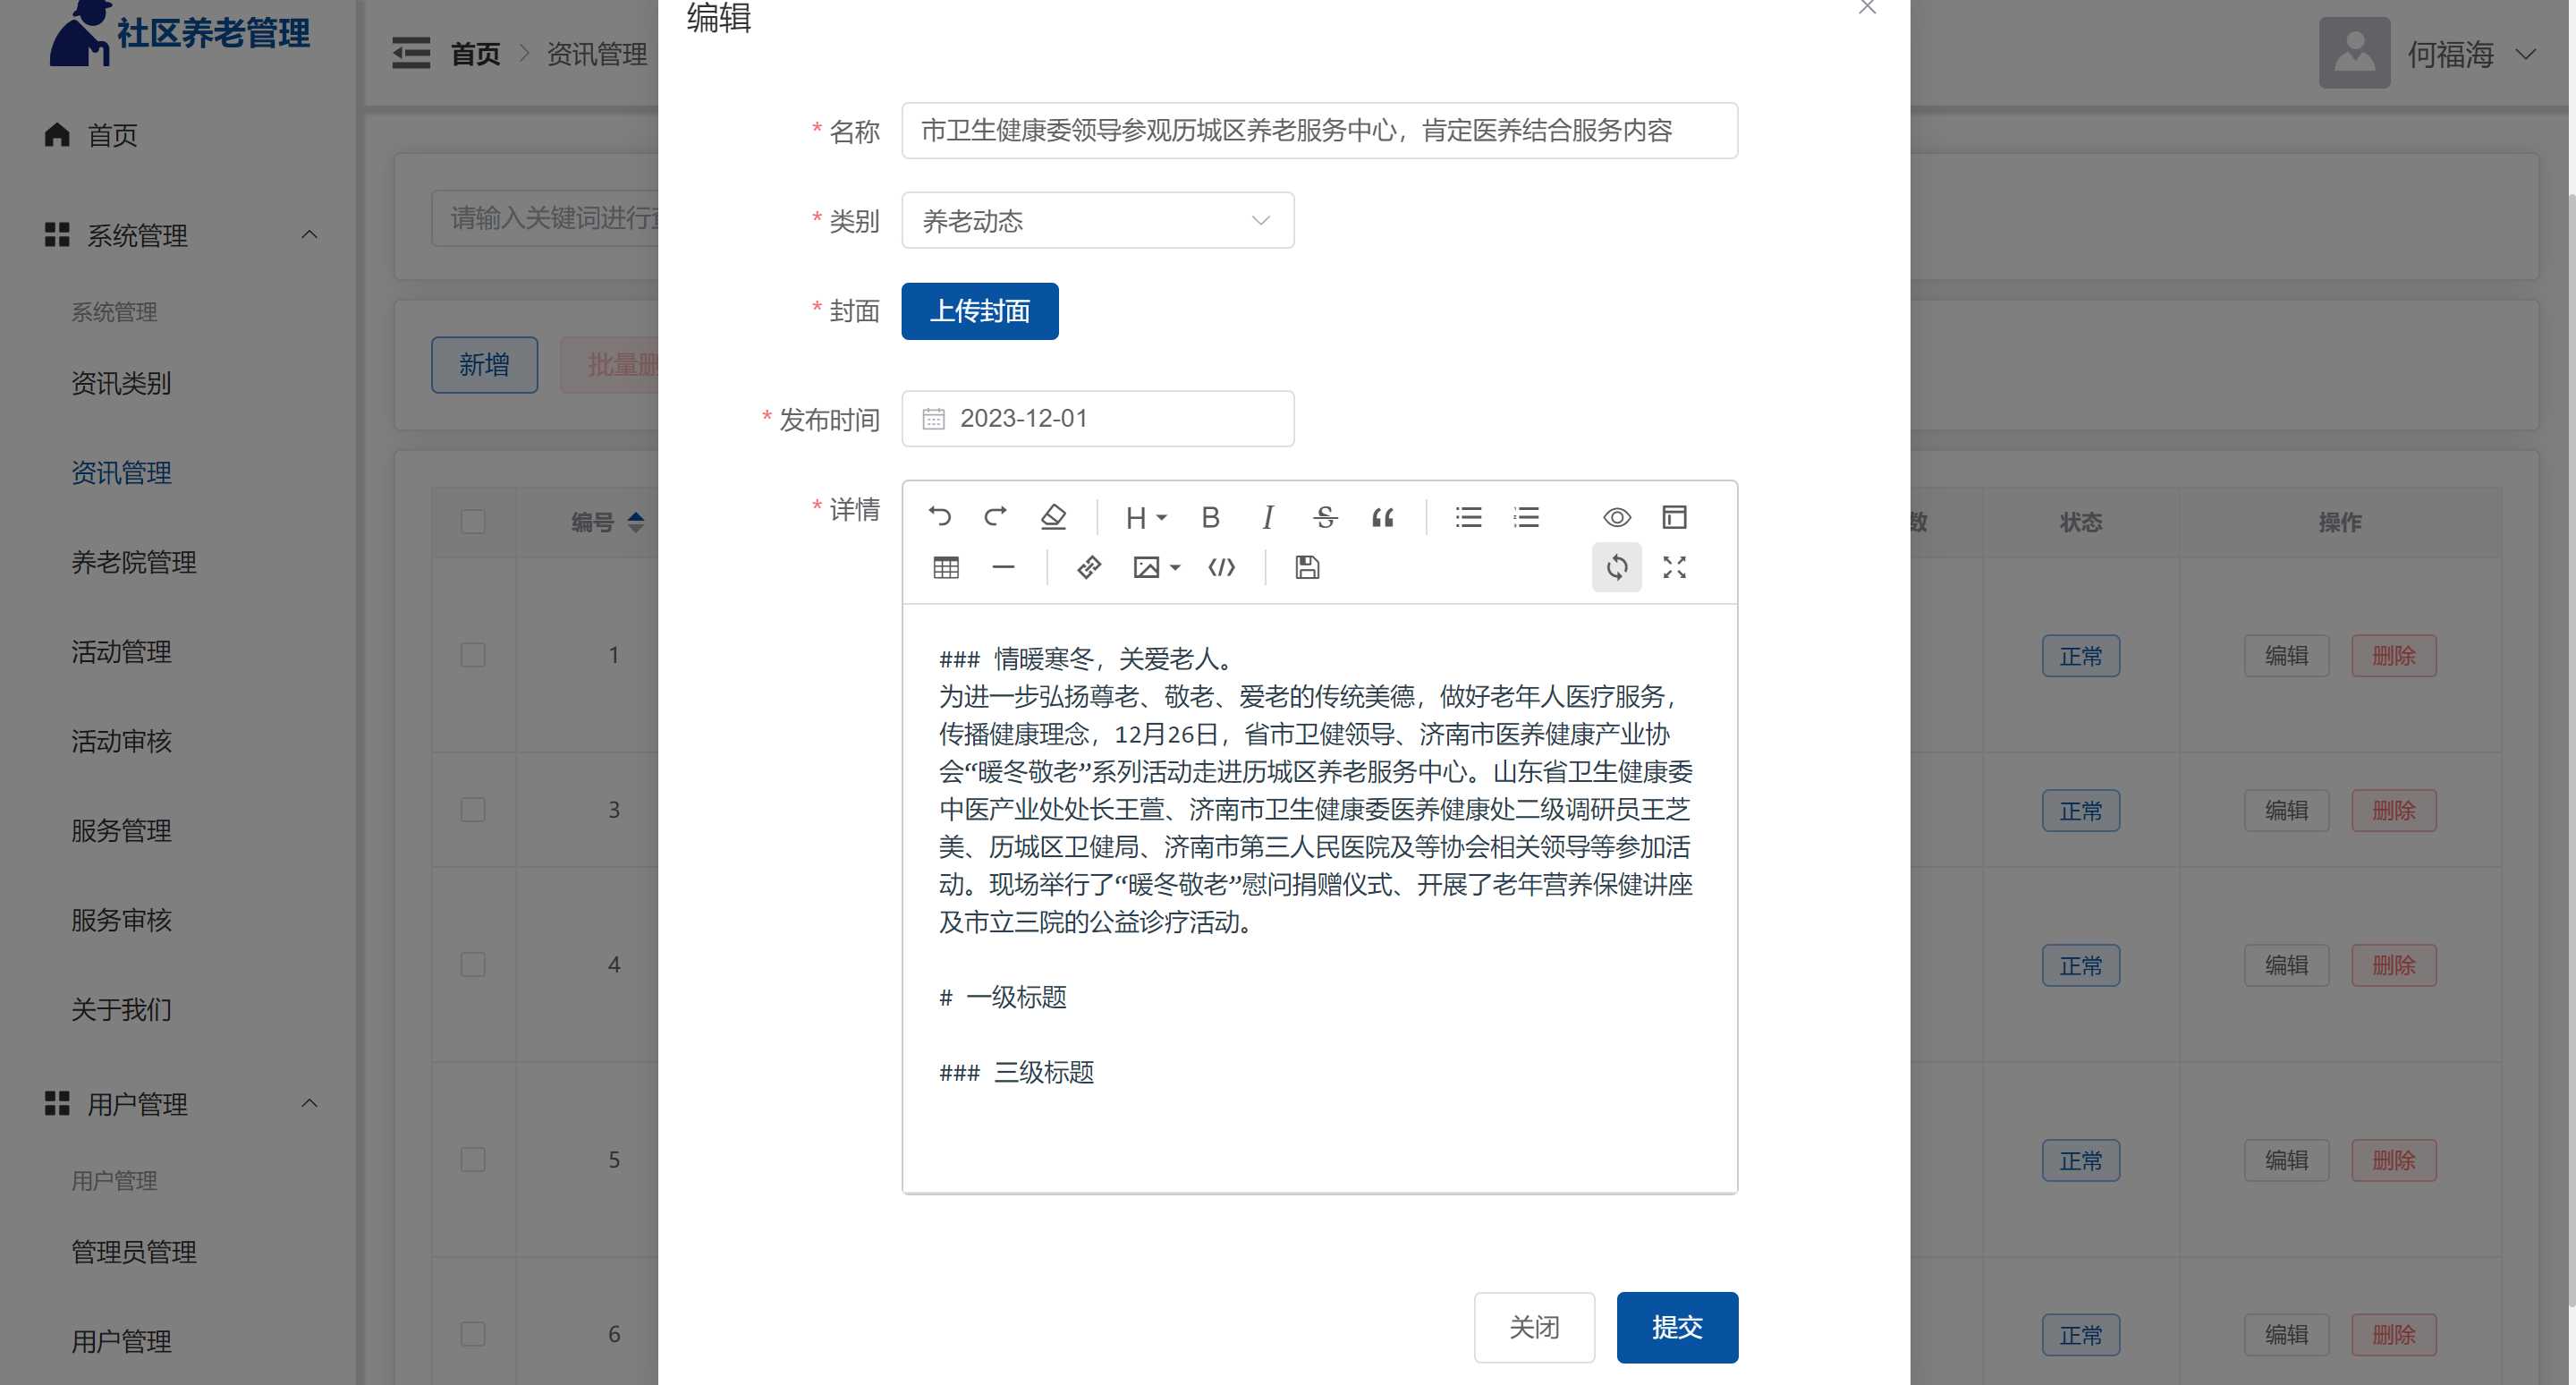 社区养老管理
首页
系统管理
系统管理
资讯类别
资讯管理
养老院管理
活动管理
活动审核
服务管理
服务审核
关于我们
用户管理
用户管理
管理员管理
用户管理
首页 > 资讯管理
何福海
请输入关键词进行
新增 批量删
编号 数 状态 操作
1 正常 编辑 删除
3 正常 编辑 删除
4 正常 编辑 删除
5 正常 编辑 删除
6 正常 编辑 删除
编辑
* 名称 市卫生健康委领导参观历城区养老服务中心，肯定医养结合服务内容
* 类别 养老动态
* 封面 上传封面
* 发布时间 2023-12-01
* 详情
H B I S
### 情暖寒冬，关爱老人。
为进一步弘扬尊老、敬老、爱老的传统美德，做好老年人医疗服务，
传播健康理念，12月26日，省市卫健领导、济南市医养健康产业协
会“暖冬敬老”系列活动走进历城区养老服务中心。山东省卫生健康委
中医产业处处长王萱、济南市卫生健康委医养健康处二级调研员王芝
美、历城区卫健局、济南市第三人民医院及等协会相关领导等参加活
动。现场举行了“暖冬敬老”慰问捐赠仪式、开展了老年营养保健讲座
及市立三院的公益诊疗活动。
# 一级标题
### 三级标题
关闭 提交